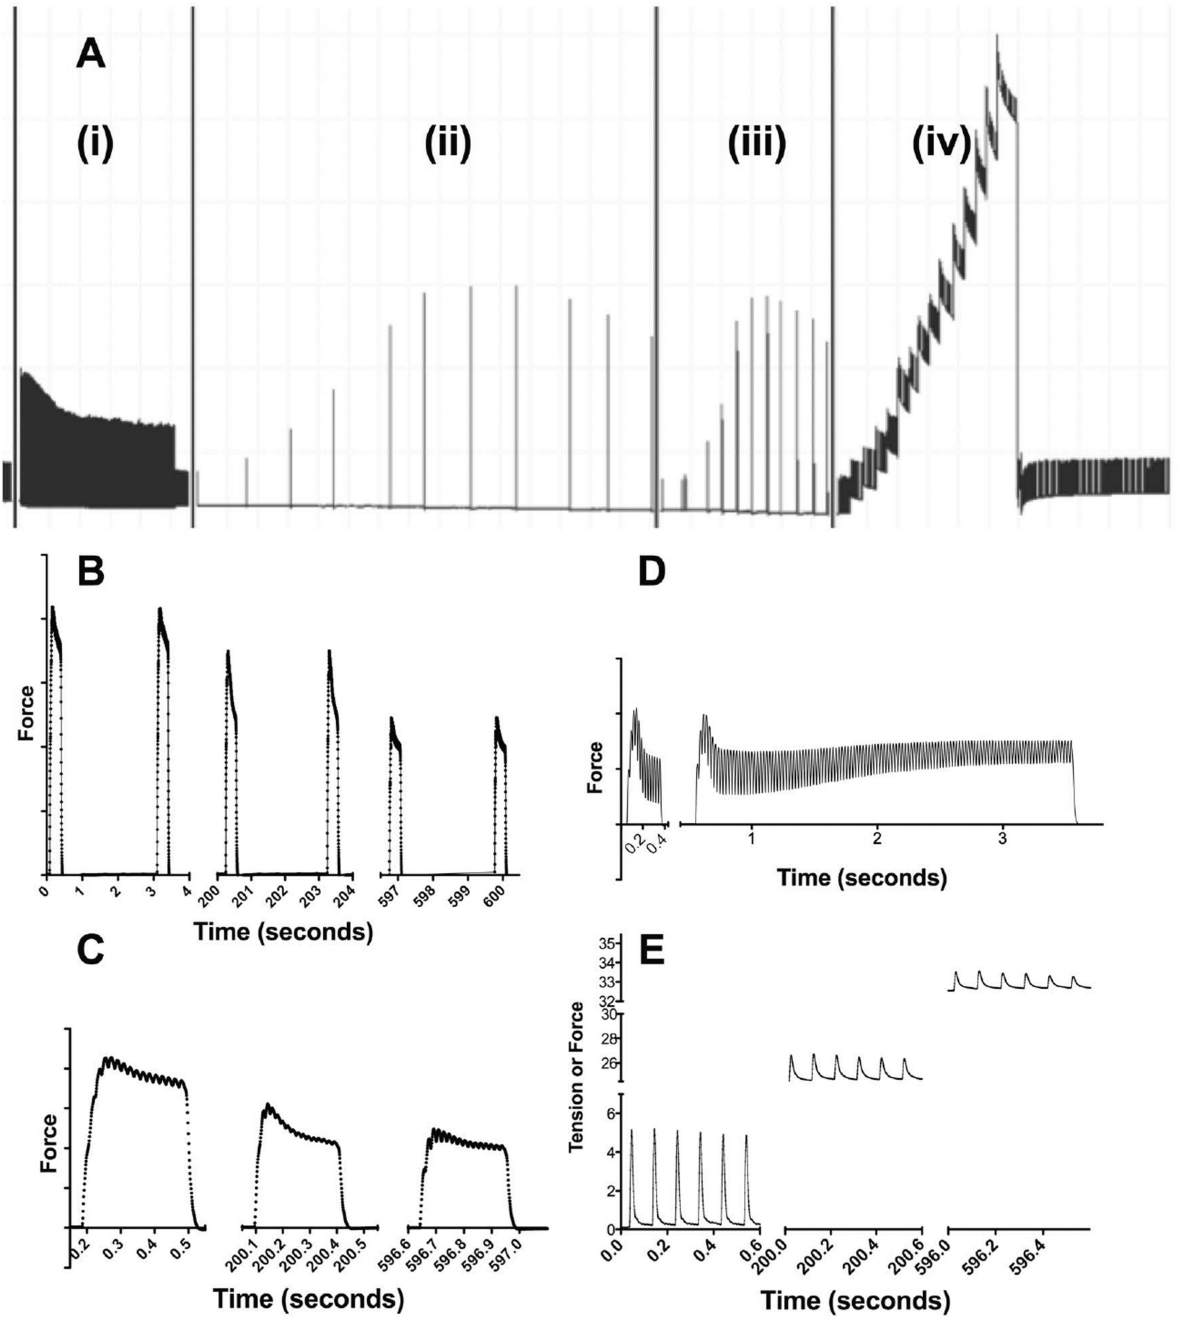 A
(i)
(ii)
(iii)
(iv)
B
Force
0 1 2 3 4
200 201 202 203 204
597 598 599 600
Time (seconds)
C
Force
0.2 0.3 0.4 0.5
200.1 200.2 200.3 200.4 200.5
596.6 596.7 596.8 596.9 597.0
Time (seconds)
D
Force
0.2 0.4
1 2 3
Time (seconds)
E
Tension or Force
35
34
33
32
30
28
26
6
4
2
0
0.0 0.2 0.4 0.6
200.0 200.2 200.4 200.6
596.0 596.2 596.4
Time (seconds)